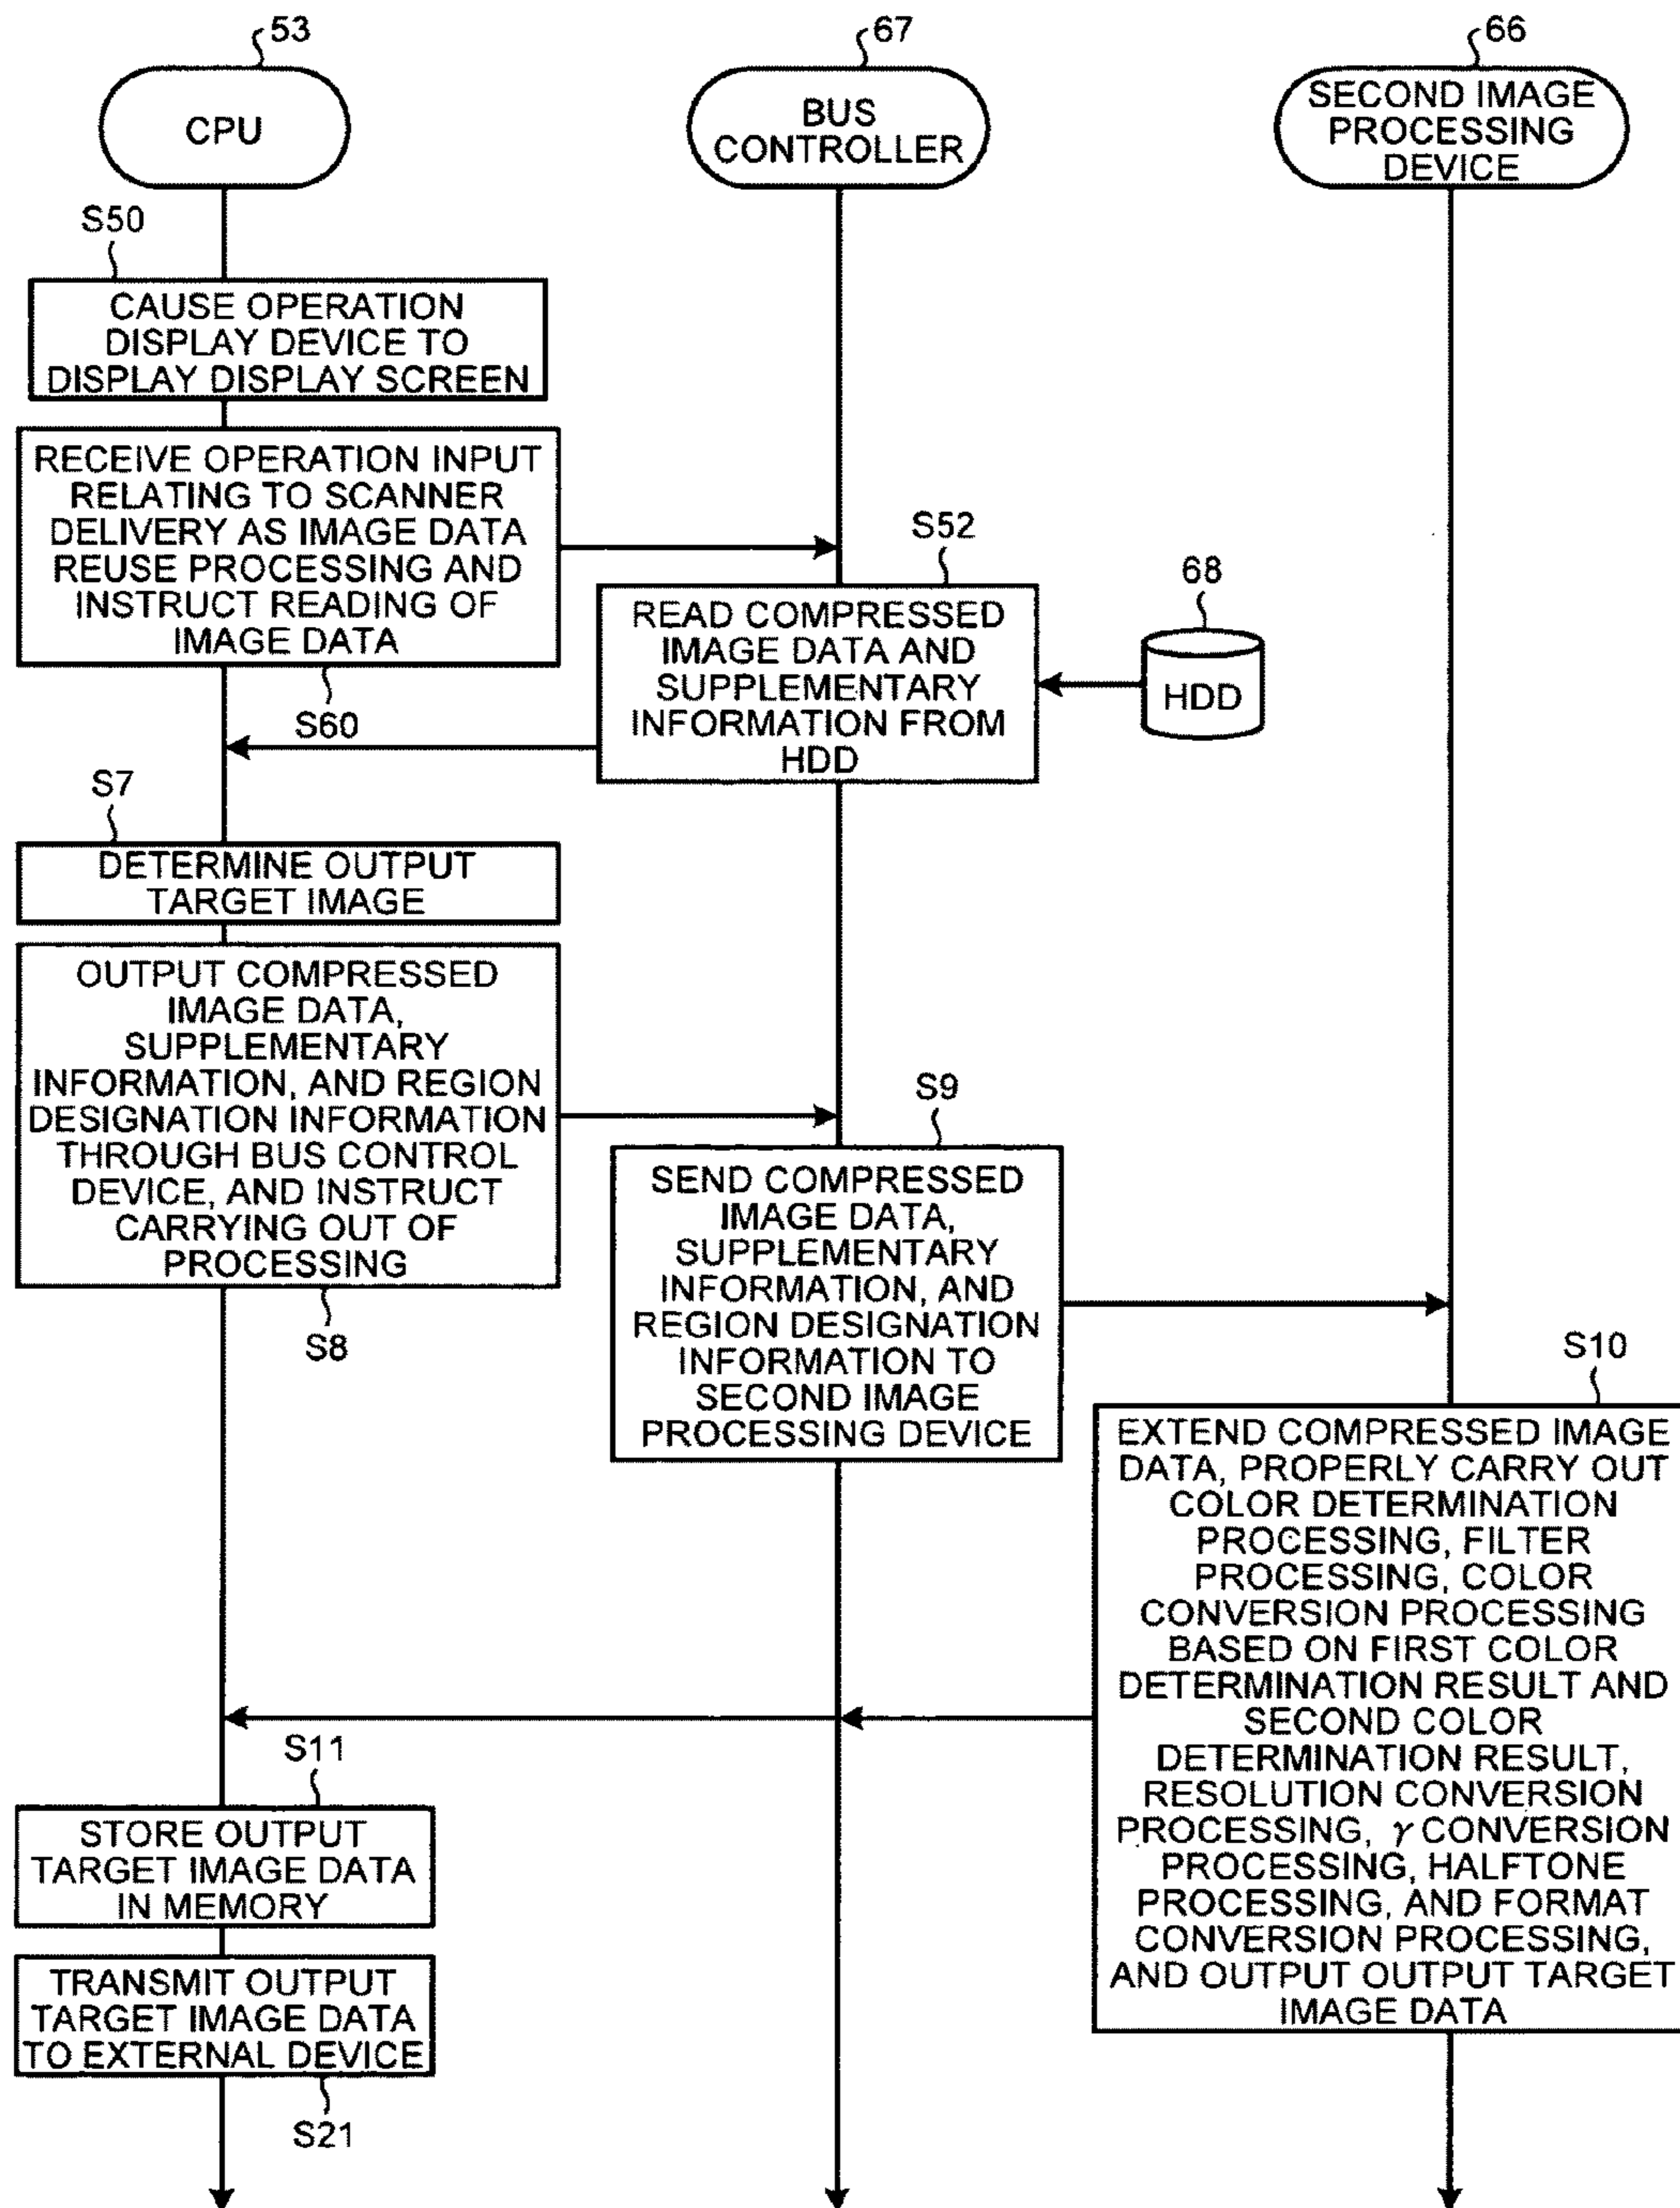 53
67
66
CPU
BUS
CONTROLLER
SECOND IMAGE
PROCESSING
DEVICE
S50
CAUSE OPERATION
DISPLAY DEVICE TO
DISPLAY DISPLAY SCREEN
RECEIVE OPERATION INPUT
RELATING TO SCANNER
DELIVERY AS IMAGE DATA
REUSE PROCESSING AND
INSTRUCT READING OF
IMAGE DATA
S60
S52
READ COMPRESSED
IMAGE DATA AND
SUPPLEMENTARY
INFORMATION FROM
HDD
68
HDD
S7
DETERMINE OUTPUT
TARGET IMAGE
OUTPUT COMPRESSED
IMAGE DATA,
SUPPLEMENTARY
INFORMATION, AND REGION
DESIGNATION INFORMATION
THROUGH BUS CONTROL
DEVICE, AND INSTRUCT
CARRYING OUT OF
PROCESSING
S8
S9
SEND COMPRESSED
IMAGE DATA,
SUPPLEMENTARY
INFORMATION, AND
REGION DESIGNATION
INFORMATION TO
SECOND IMAGE
PROCESSING DEVICE
S10
EXTEND COMPRESSED IMAGE
DATA, PROPERLY CARRY OUT
COLOR DETERMINATION
PROCESSING, FILTER
PROCESSING, COLOR
CONVERSION PROCESSING
BASED ON FIRST COLOR
DETERMINATION RESULT AND
SECOND COLOR
DETERMINATION RESULT,
RESOLUTION CONVERSION
PROCESSING, γ CONVERSION
PROCESSING, HALFTONE
PROCESSING, AND FORMAT
CONVERSION PROCESSING,
AND OUTPUT OUTPUT TARGET
IMAGE DATA
S11
STORE OUTPUT
TARGET IMAGE DATA
IN MEMORY
TRANSMIT OUTPUT
TARGET IMAGE DATA
TO EXTERNAL DEVICE
S21